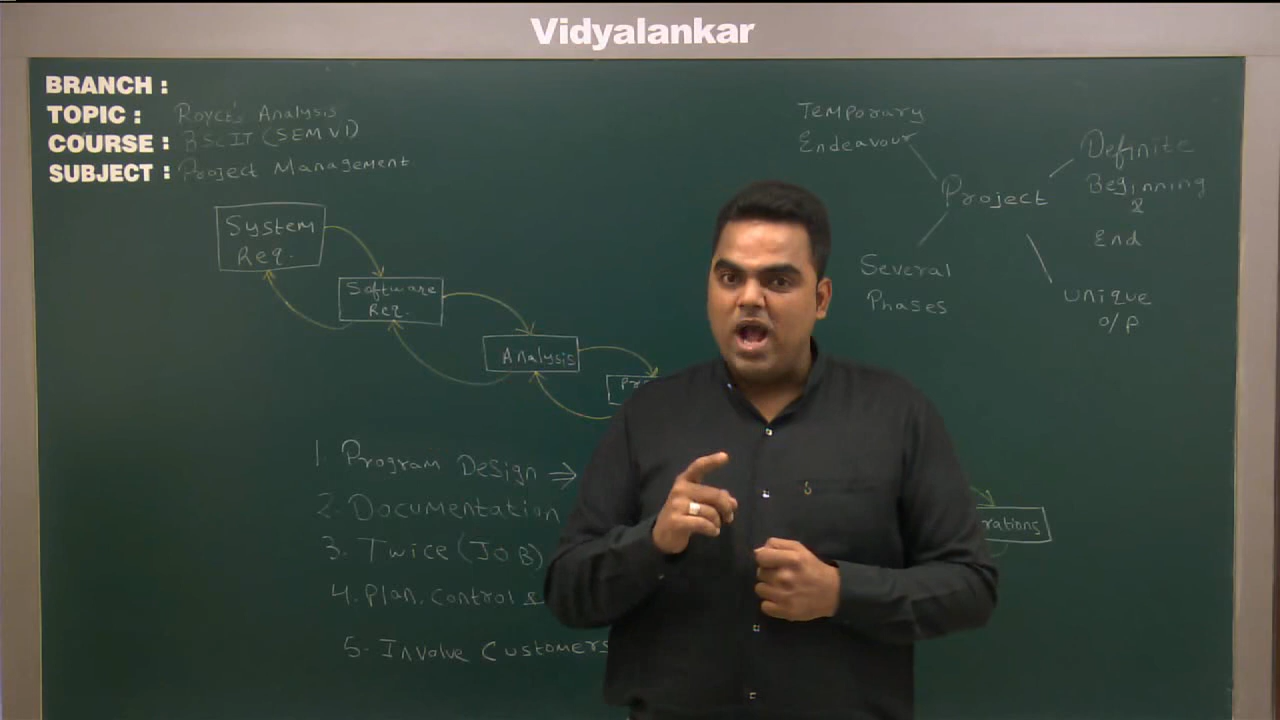 Vidyalankar
BRANCH :
TOPIC : Royce's Analysis
COURSE : BScIT (SEM VI)
SUBJECT : Project Management
System
Req.
Software
Req.
Analysis
rations
Temporary
Endeavour
Project
Definite
Beginning
&
End
Several
Phases
Unique
O/P
1. Program Design ⇒
2. Documentation
3. Twice (JOB)
4. Plan, Control &
5. Involve Customers